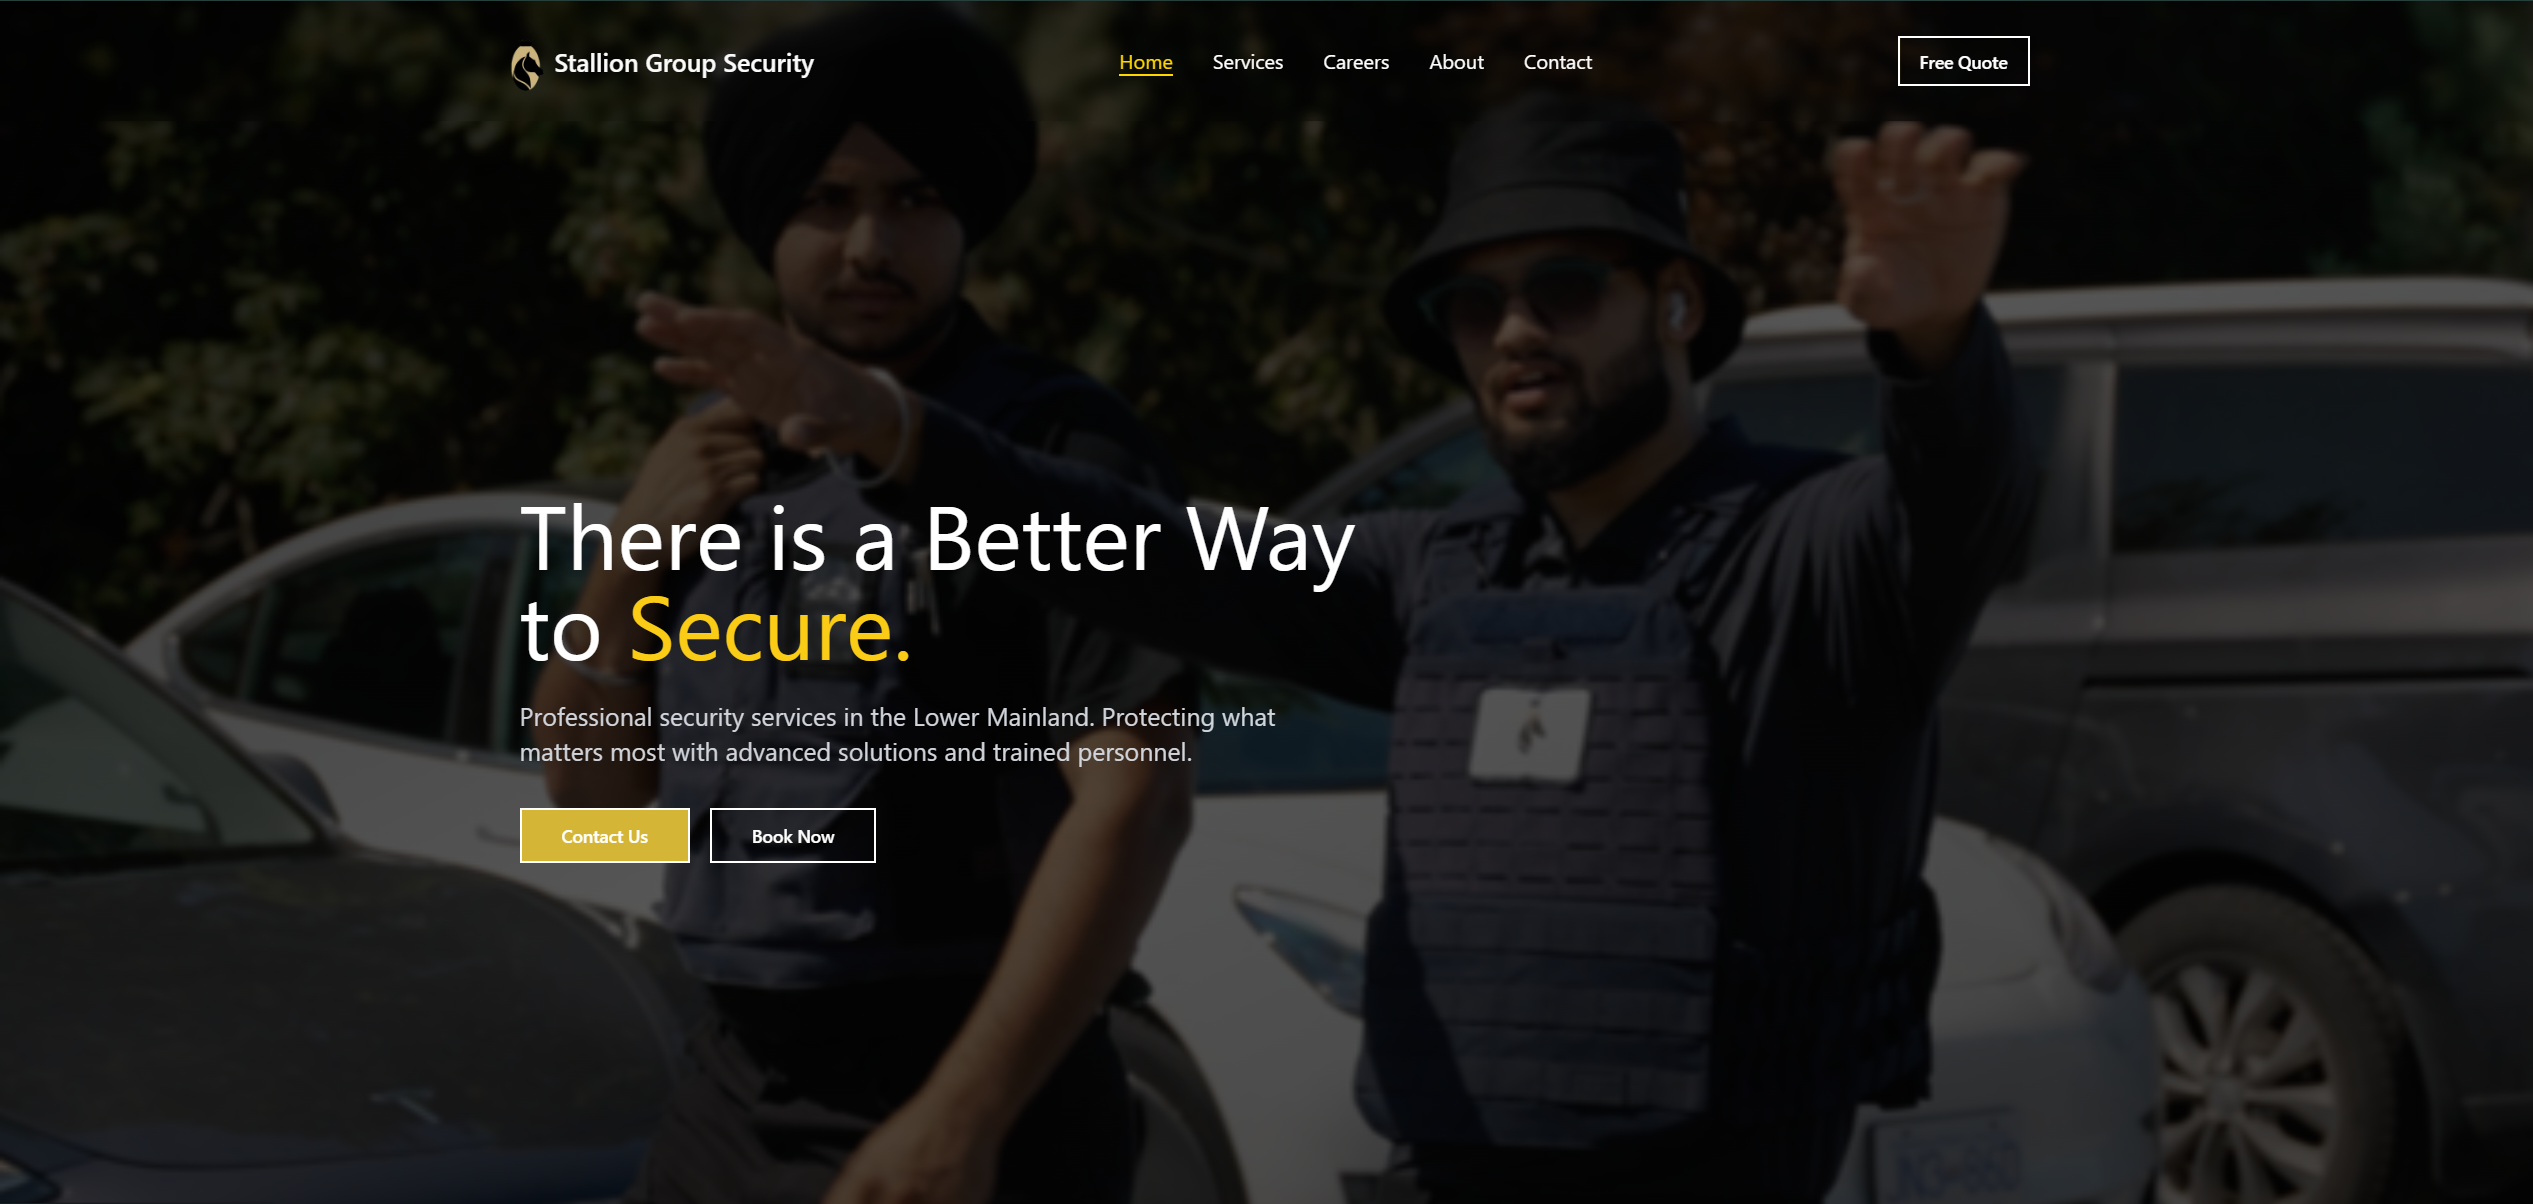 Stallion Group Security
Home Services Careers About Contact
Free Quote
There is a Better Way
to Secure.
Professional security services in the Lower Mainland. Protecting what
matters most with advanced solutions and trained personnel.
Contact Us
Book Now